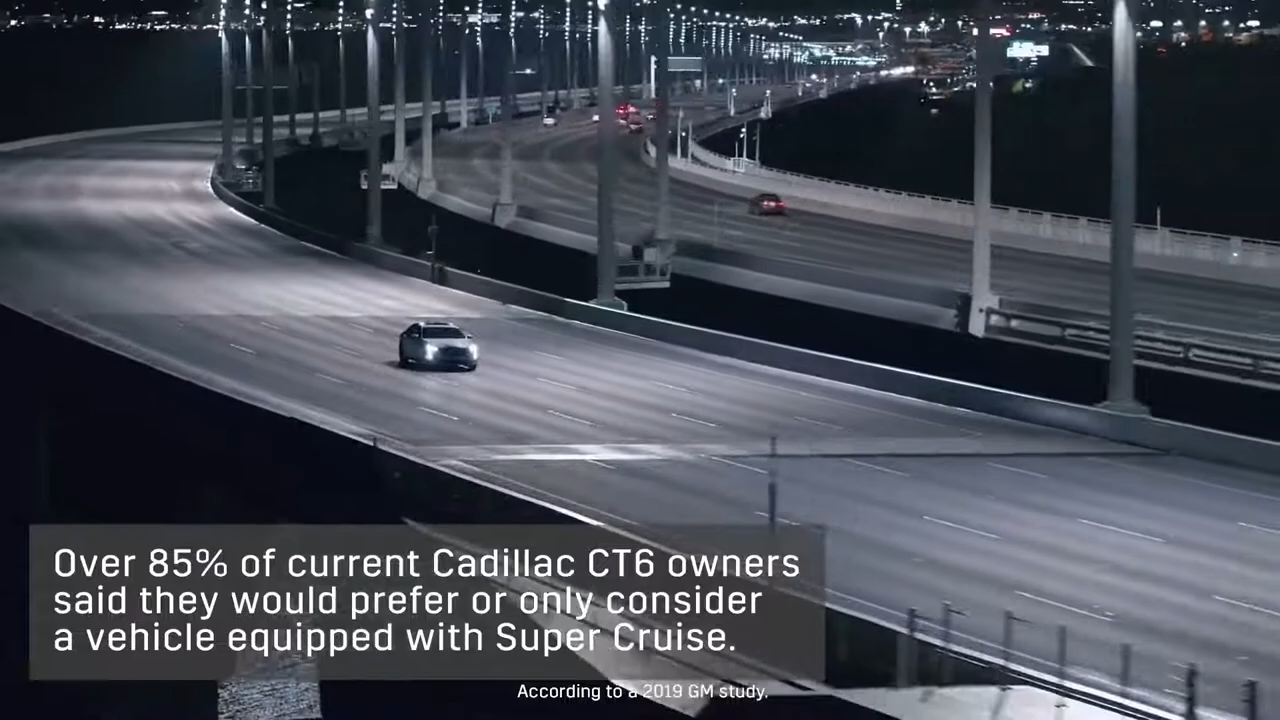 Over 85% of current Cadillac CT6 owners
said they would prefer or only consider
a vehicle equipped with Super Cruise.
According to a 2019 GM study.